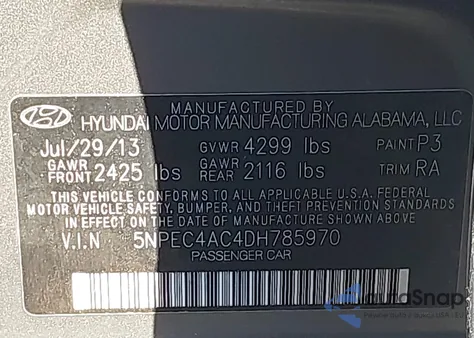 MANUFACTURED BY
HYUNDAI MOTOR MANUFACTURING ALABAMA, LLC
Jul/29/13 GVWR 4299 lbs PAINT P3
GAWR FRONT 2425 lbs GAWR REAR 2116 lbs TRIM RA
THIS VEHICLE CONFORMS TO ALL APPLICABLE U.S.A. FEDERAL
MOTOR VEHICLE SAFETY, BUMPER, AND THEFT PREVENTION STANDARDS
IN EFFECT ON THE DATE OF MANUFACTURE SHOWN ABOVE.
V.I.N 5NPEC4AC4DH785970
PASSENGER CAR
autoSnap